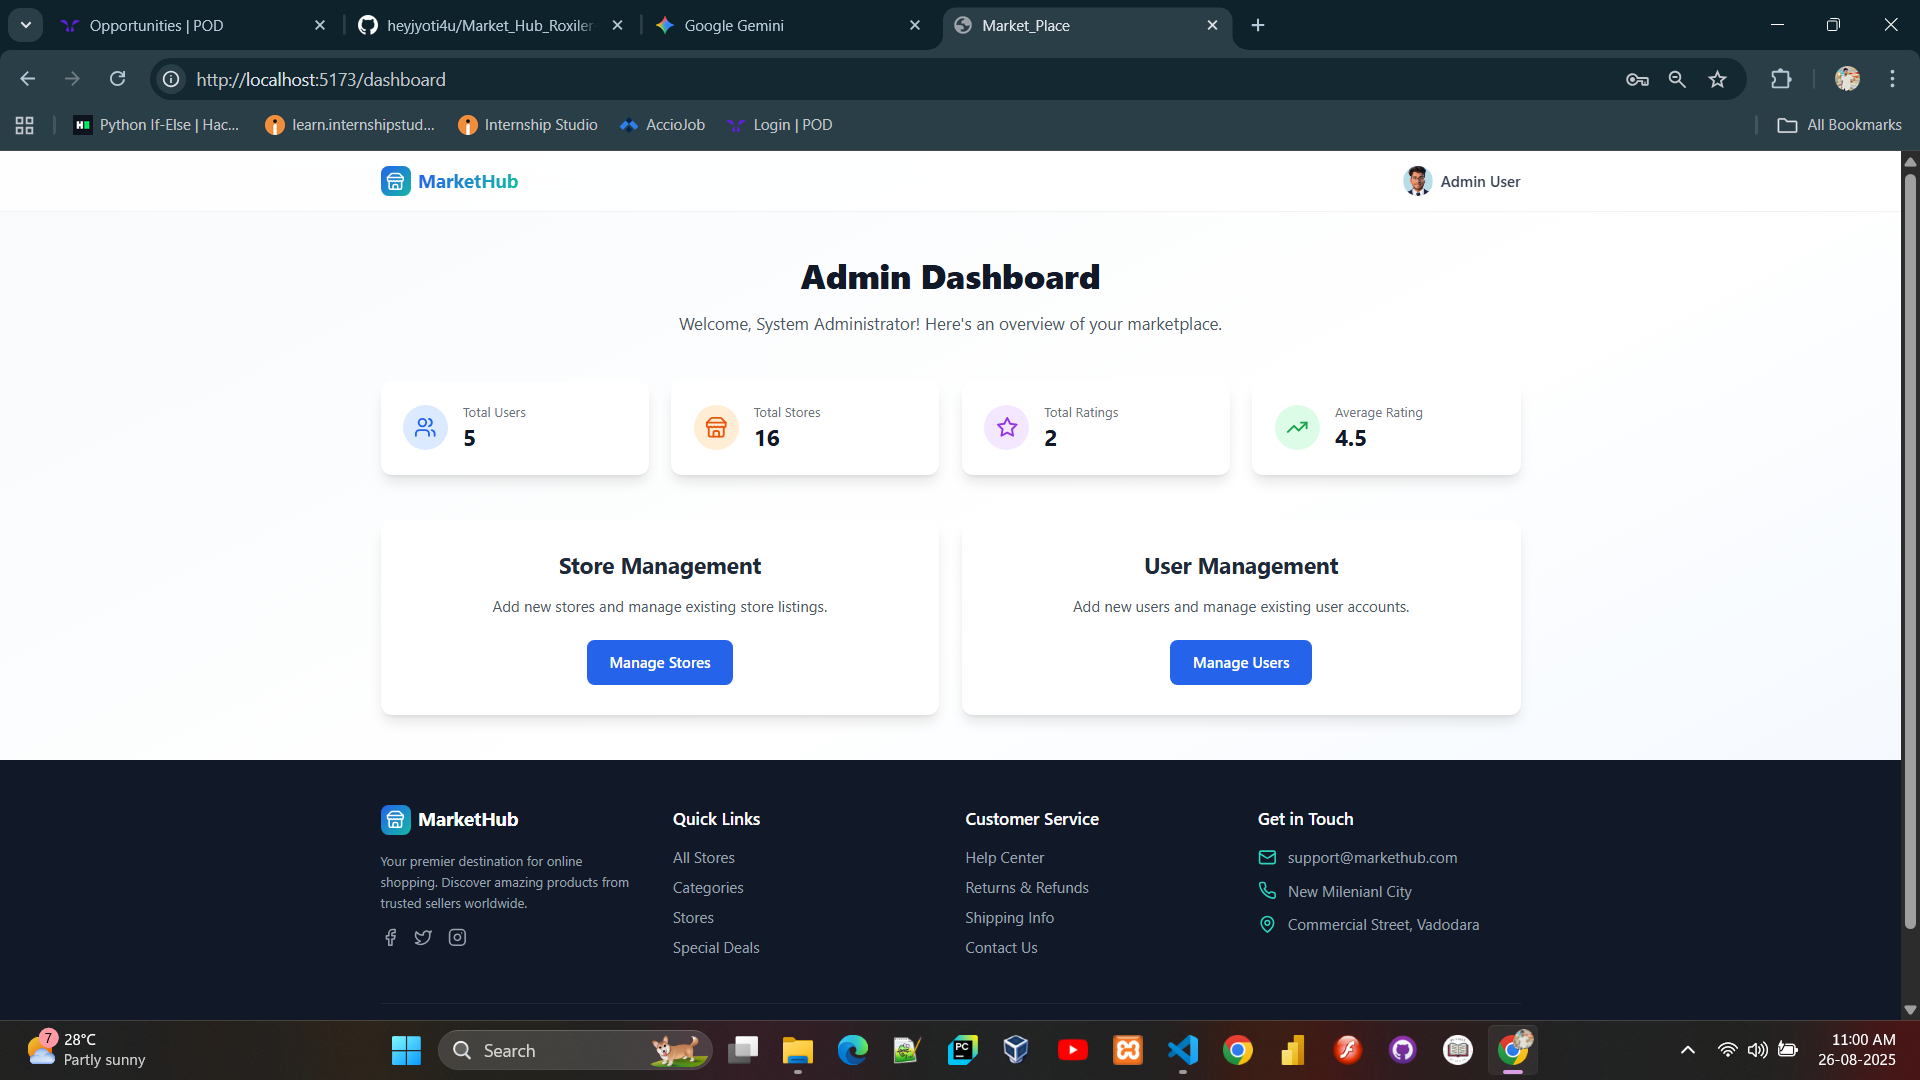 Opportunities | POD
heyjyoti4u/Market_Hub_Roxiler
Google Gemini
Market_Place
http://localhost:5173/dashboard
Python If-Else | Hac...
learn.internshipstud...
Internship Studio
AccioJob
Login | POD
All Bookmarks
MarketHub
Admin User
Admin Dashboard
Welcome, System Administrator! Here's an overview of your marketplace.
Total Users
5
Total Stores
16
Total Ratings
2
Average Rating
4.5
Store Management
Add new stores and manage existing store listings.
Manage Stores
User Management
Add new users and manage existing user accounts.
Manage Users
MarketHub
Your premier destination for online
shopping. Discover amazing products from
trusted sellers worldwide.
Quick Links
All Stores
Categories
Stores
Special Deals
Customer Service
Help Center
Returns & Refunds
Shipping Info
Contact Us
Get in Touch
support@markethub.com
New Milenianl City
Commercial Street, Vadodara
7
28°C
Partly sunny
Search
PC
11:00 AM
26-08-2025